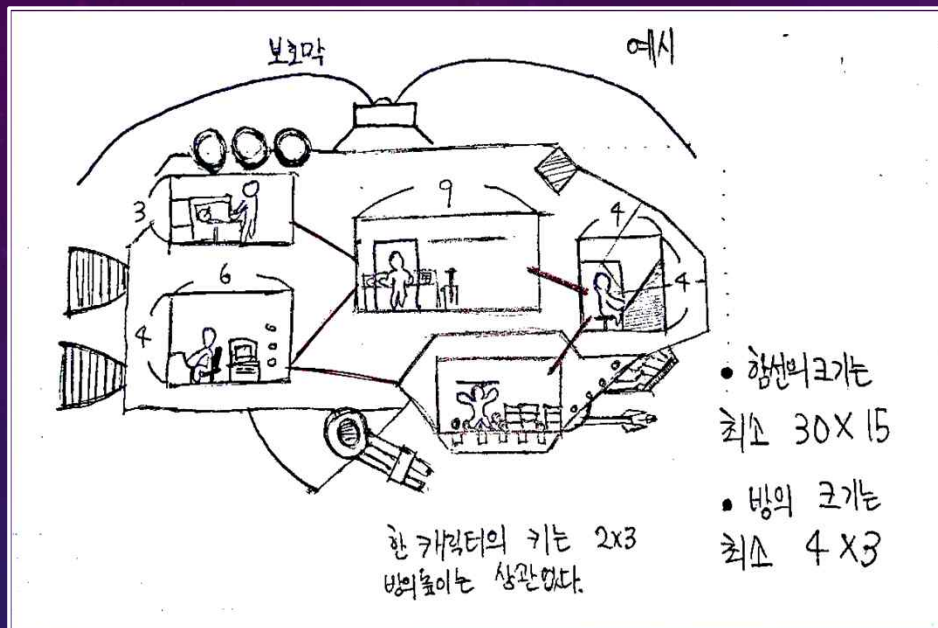 보호막
예시
3
9
4
6
4
4
• 함선의 크기는
최소 30X15
• 방의 크기는
최소 4X3
한 캐릭터의 키는 2x3
방의높이는 상관없다.